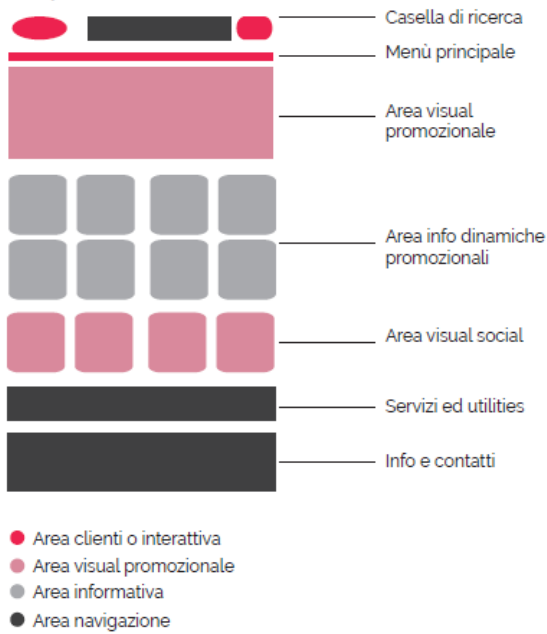 Casella di ricerca
Menù principale
Area visual
promozionale
Area info dinamiche
promozionali
Area visual social
Servizi ed utilities
Info e contatti
Area clienti o interattiva
Area visual promozionale
Area informativa
Area navigazione